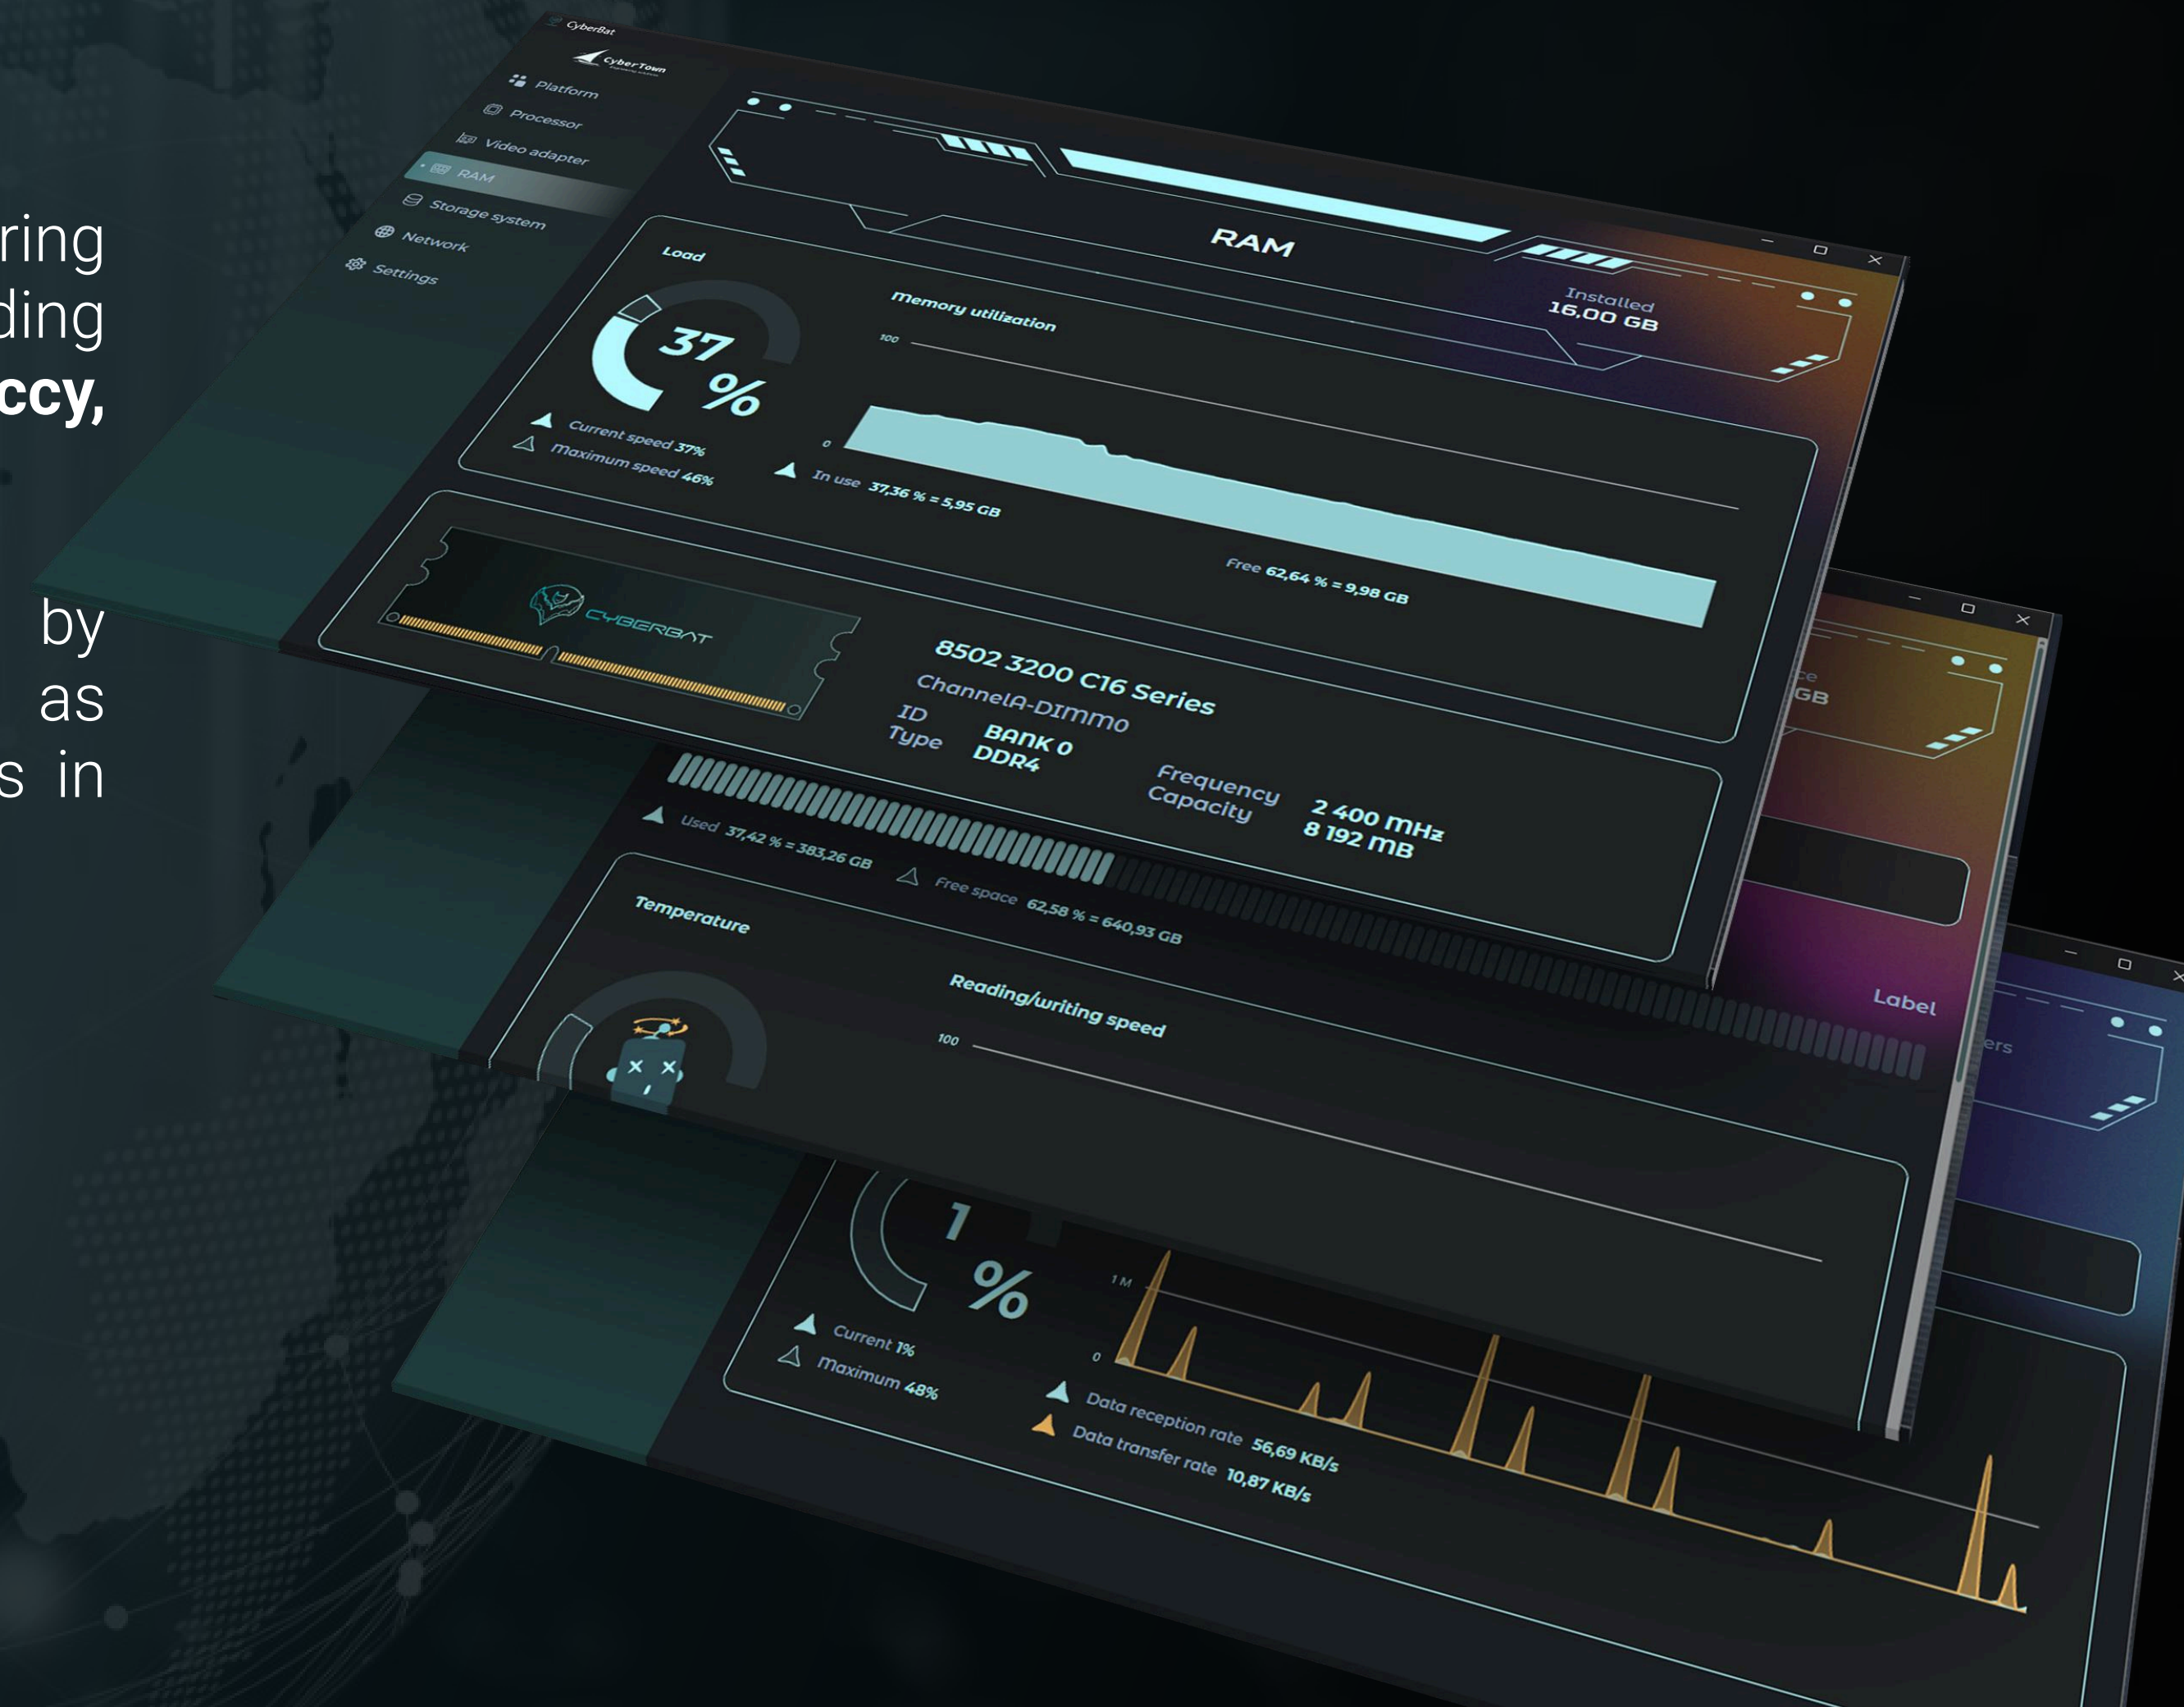 ring
ding
ccy,
by
as
s in
CyberBat
CyberTown
Platform
Processor
Video adapter
RAM
Storage system
Network
Settings
RAM
Installed
16,00 GB
Load
37
%
Current speed 37%
Maximum speed 46%
Memory utilization
100
0
In use 37,36 % = 5,95 GB
Free 62,64 % = 9,98 GB
CYBERBAT
8502 3200 C16 Series
ChannelA-DIMM0
ID BANK 0
Type DDR4
Frequency 2 400 MHz
Capacity 8 192 MB
ce
GB
Used 37,42 % = 383,26 GB
Free space 62,58 % = 640,93 GB
Label
Temperature
Reading/writing speed
100
ers
1
%
Current 1%
Maximum 48%
1 M
0
Data reception rate 56,69 KB/s
Data transfer rate 10,87 KB/s